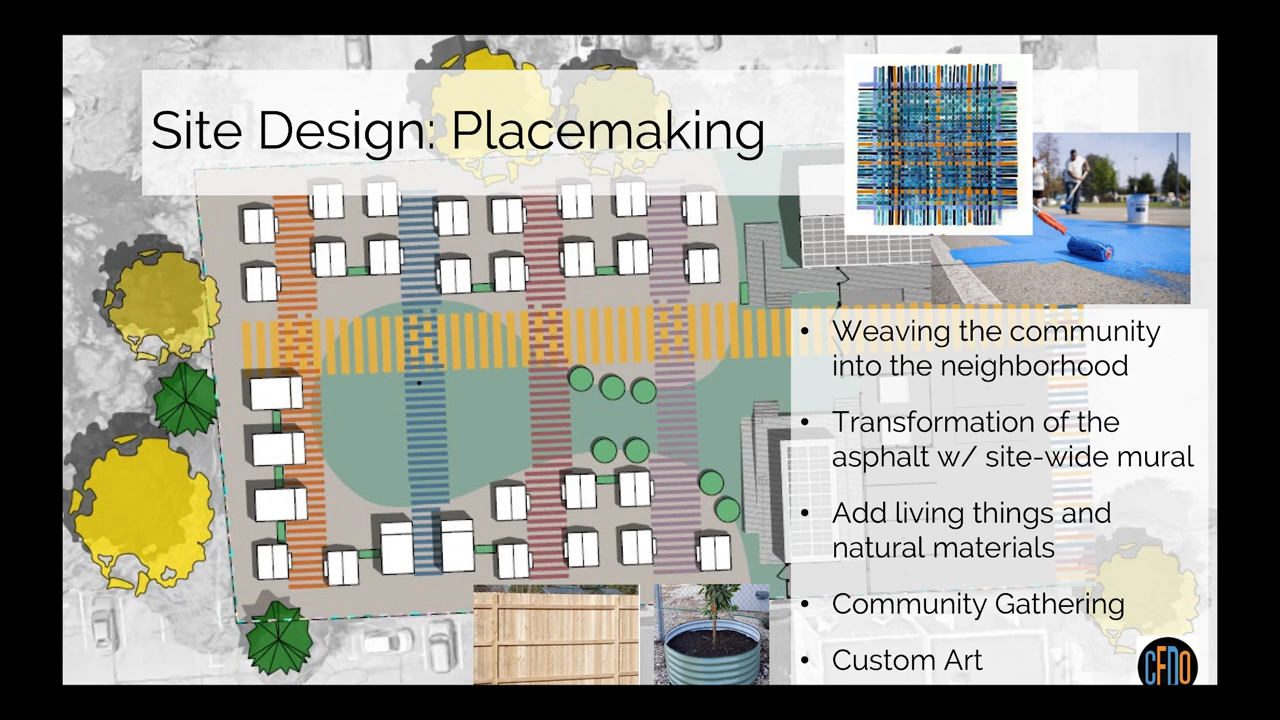 Site Design: Placemaking
• Weaving the community
into the neighborhood
• Transformation of the
asphalt w/ site-wide mural
• Add living things and
natural materials
• Community Gathering
• Custom Art
CFDO